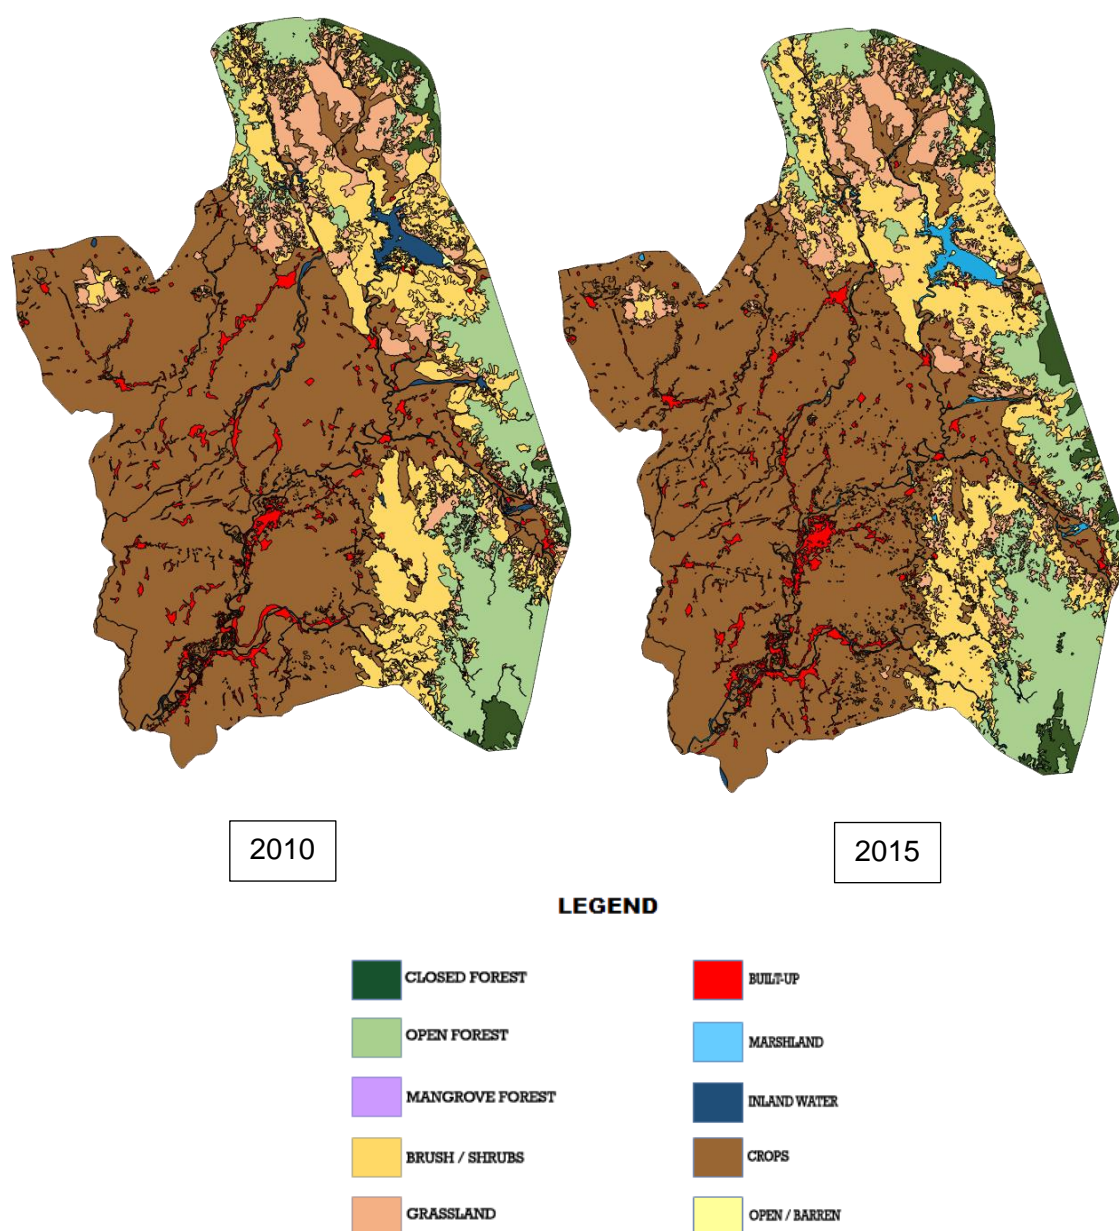 2010
2015
LEGEND
CLOSED FOREST
BUILT-UP
OPEN FOREST
MARSHLAND
MANGROVE FOREST
INLAND WATER
BRUSH / SHRUBS
CROPS
GRASSLAND
OPEN / BARREN